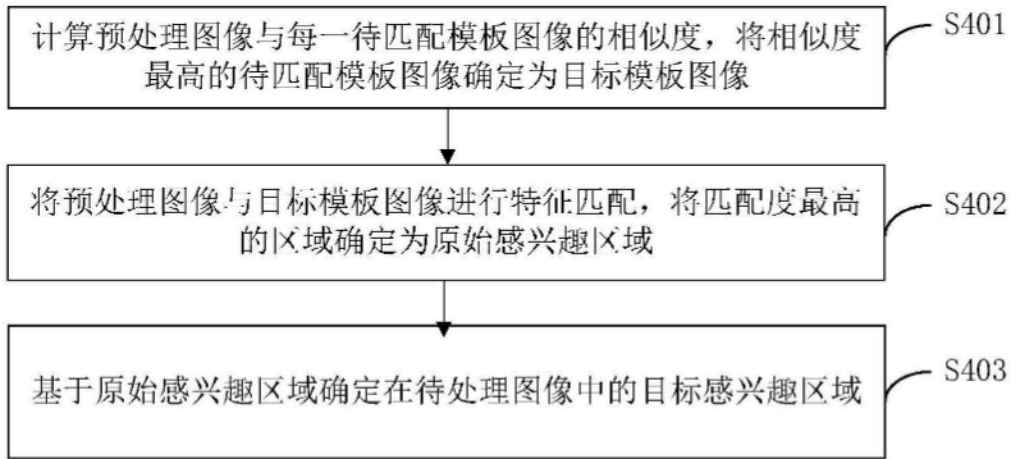 计算预处理图像与每一待匹配模板图像的相似度，将相似度
最高的待匹配模板图像确定为目标模板图像
S401
将预处理图像与目标模板图像进行特征匹配，将匹配度最高
的区域确定为原始感兴趣区域
S402
基于原始感兴趣区域确定在待处理图像中的目标感兴趣区域
S403